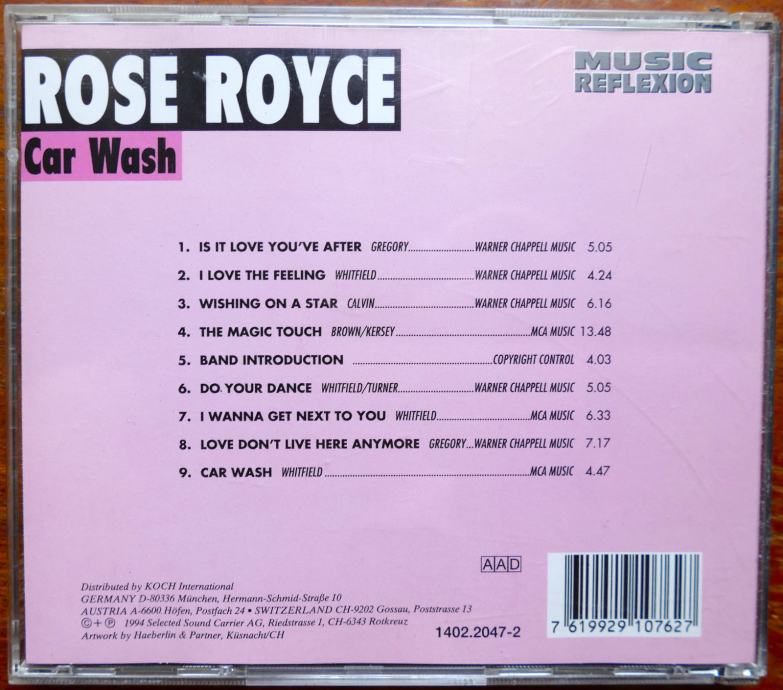 ROSE ROYCE
MUSIC
REFLEXION
Car Wash
1. IS IT LOVE YOU'VE AFTER GREGORY..........................WARNER CHAPPELL MUSIC 5.05
2. I LOVE THE FEELING WHITFIELD......................................WARNER CHAPPELL MUSIC 4.24
3. WISHING ON A STAR CALVIN.......................................WARNER CHAPPELL MUSIC 6.16
4. THE MAGIC TOUCH BROWN/KERSEY.....................................................MCA MUSIC 13.48
5. BAND INTRODUCTION .......................................................COPYRIGHT CONTROL 4.03
6. DO YOUR DANCE WHITFIELD/TURNER..............................WARNER CHAPPELL MUSIC 5.05
7. I WANNA GET NEXT TO YOU WHITFIELD.....................................MCA MUSIC 6.33
8. LOVE DON'T LIVE HERE ANYMORE GREGORY...WARNER CHAPPELL MUSIC 7.17
9. CAR WASH WHITFIELD................................................................................MCA MUSIC 4.47
AAD
Distributed by KOCH International
GERMANY D-80336 München, Hermann-Schmid-Straße 10
AUSTRIA A-6600 Höfen, Postfach 24 • SWITZERLAND CH-9202 Gossau, Poststrasse 13
©+℗ 1994 Selected Sound Carrier AG, Riedstrasse 1, CH-6343 Rotkreuz
Artwork by Haeberlin & Partner, Küsnacht/CH
1402.2047-2
7 619929 107627